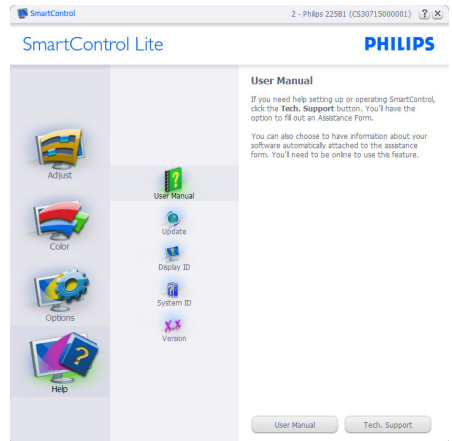 SmartControl
2 - Philips 225B1 (CS30715000001)
?
X
SmartControl Lite
PHILIPS
Adjust
Color
Options
Help
User Manual
Update
Display ID
System ID
X.X
Version
User Manual
If you need help setting up or operating SmartControl,
click the Tech. Support button. You'll have the
option to fill out an Assistance Form.
You can also choose to have information about your
software automatically attached to the assistance
form. You'll need to be online to use this feature.
User Manual
Tech. Support